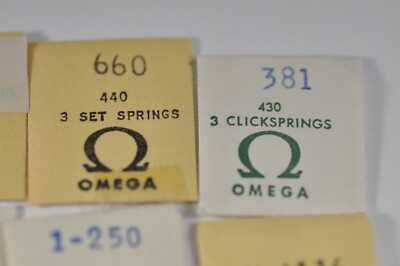 660
440
3 SET SPRINGS
Ω
OMEGA
381
430
3 CLICKSPRINGS
Ω
OMEGA
1-250